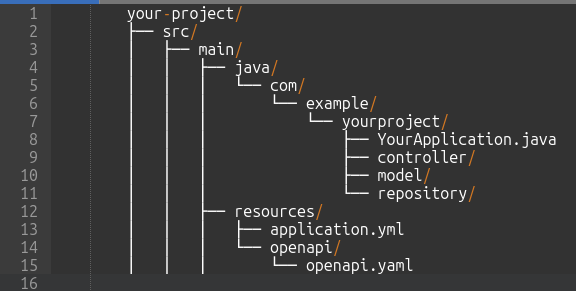 1 your-project/
2 ├── src/
3 │   ├── main/
4 │   │   ├── java/
5 │   │   │   └── com/
6 │   │   │       └── example/
7 │   │   │           └── yourproject/
8 │   │   │               ├── YourApplication.java
9 │   │   │               ├── controller/
10 │   │   │               ├── model/
11 │   │   │               └── repository/
12 │   │   ├── resources/
13 │   │   │   ├── application.yml
14 │   │   │   └── openapi/
15 │   │   │       └── openapi.yaml
16